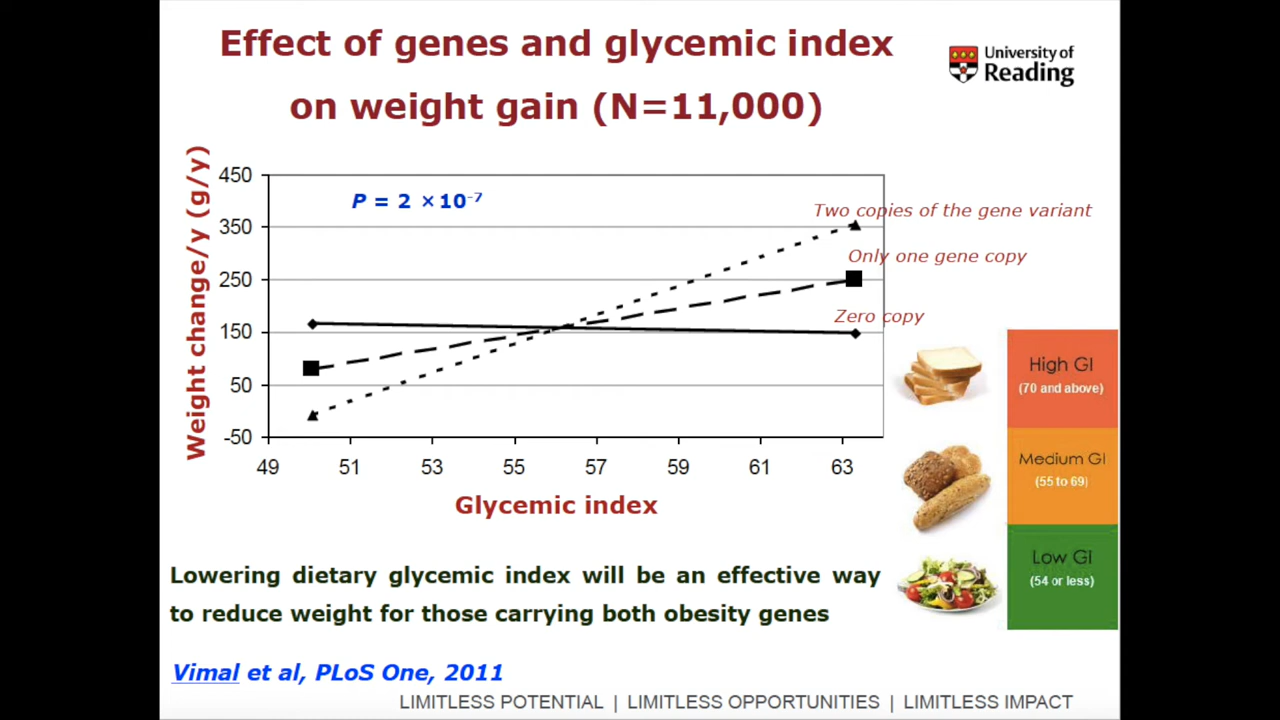 Effect of genes and glycemic index
on weight gain (N=11,000)
University of
Reading
Weight change/y (g/y)
450
350
250
150
50
-50
P = 2 ×10⁻⁷
Two copies of the gene variant
Only one gene copy
Zero copy
49 51 53 55 57 59 61 63
Glycemic index
High GI
(70 and above)
Medium GI
(55 to 69)
Low GI
(54 or less)
Lowering dietary glycemic index will be an effective way
to reduce weight for those carrying both obesity genes
Vimal et al, PLoS One, 2011
LIMITLESS POTENTIAL | LIMITLESS OPPORTUNITIES | LIMITLESS IMPACT